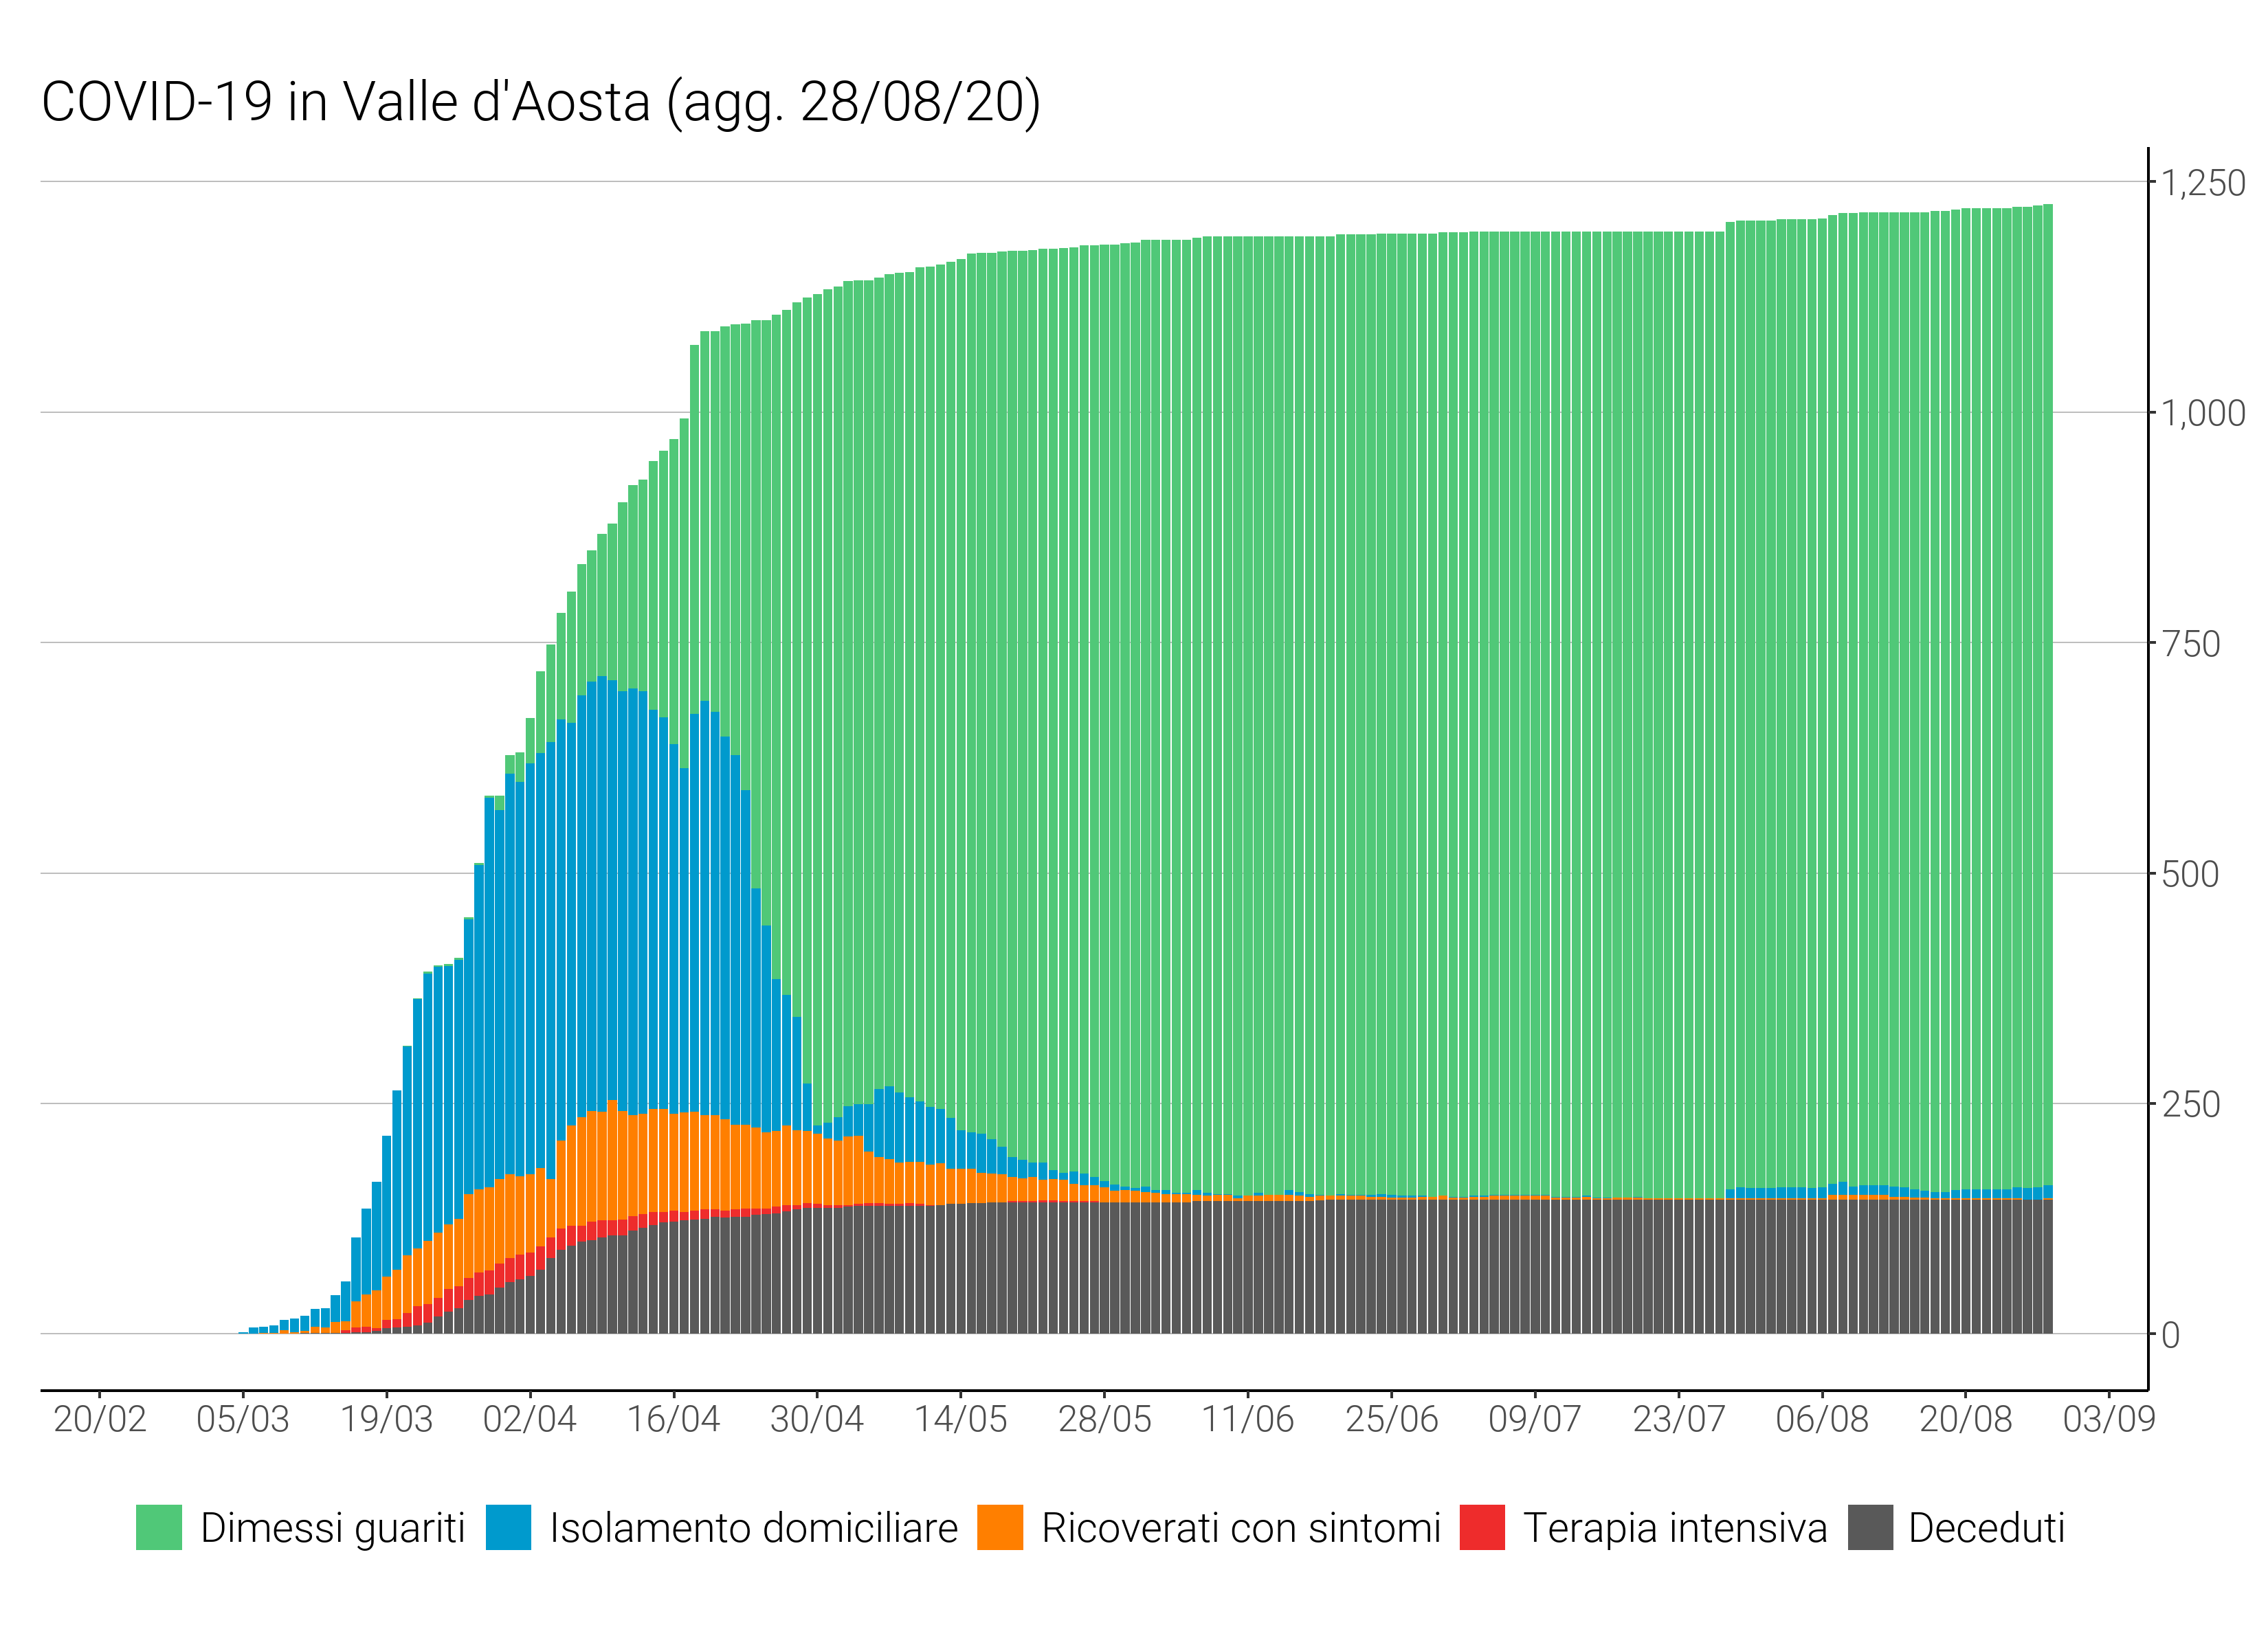 COVID-19 in Valle d'Aosta (agg. 28/08/20)
1,250
1,000
750
500
250
0
20/02 05/03 19/03 02/04 16/04 30/04 14/05 28/05 11/06 25/06 09/07 23/07 06/08 20/08 03/09
Dimessi guariti Isolamento domiciliare Ricoverati con sintomi Terapia intensiva Deceduti